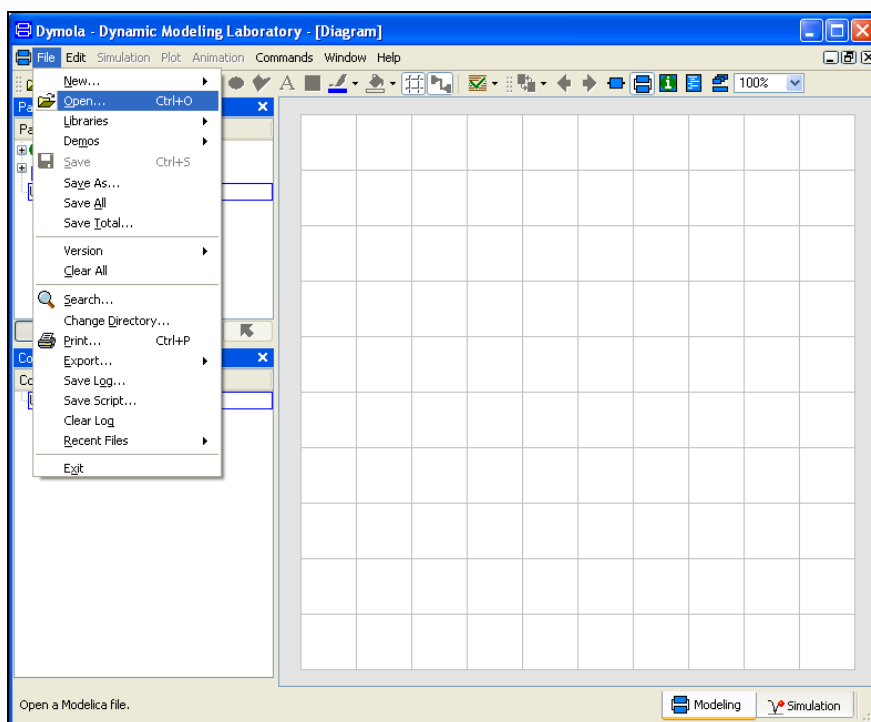 Dymola - Dynamic Modeling Laboratory - [Diagram]
File Edit Simulation Plot Animation Commands Window Help
100%
New...
Open... Ctrl+O
Libraries
Demos
Save Ctrl+S
Save As...
Save All
Save Total...
Version
Clear All
Search...
Change Directory...
Print... Ctrl+P
Export...
Save Log...
Save Script...
Clear Log
Recent Files
Exit
Open a Modelica file.
Modeling Simulation